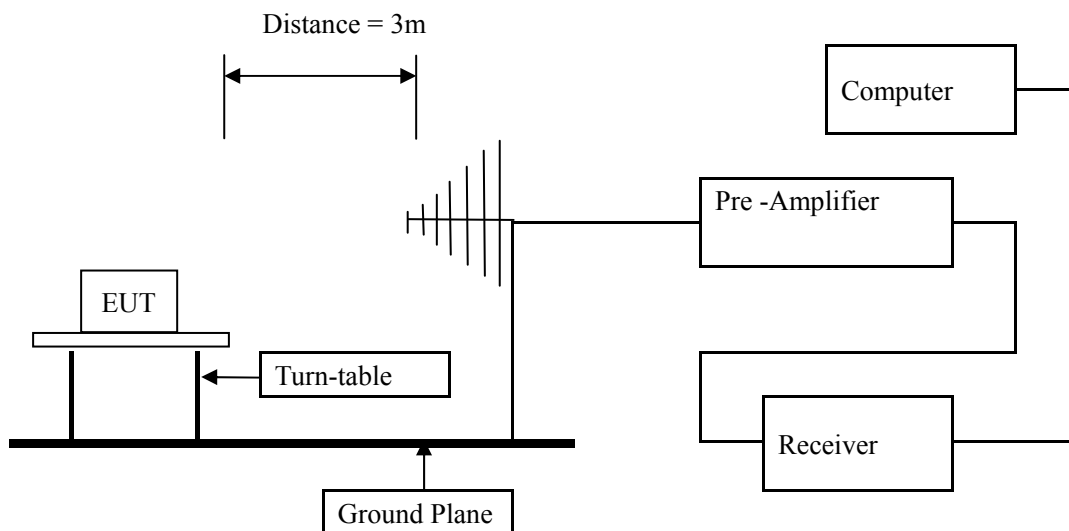 Distance = 3m
Computer
Pre -Amplifier
EUT
Turn-table
Receiver
Ground Plane